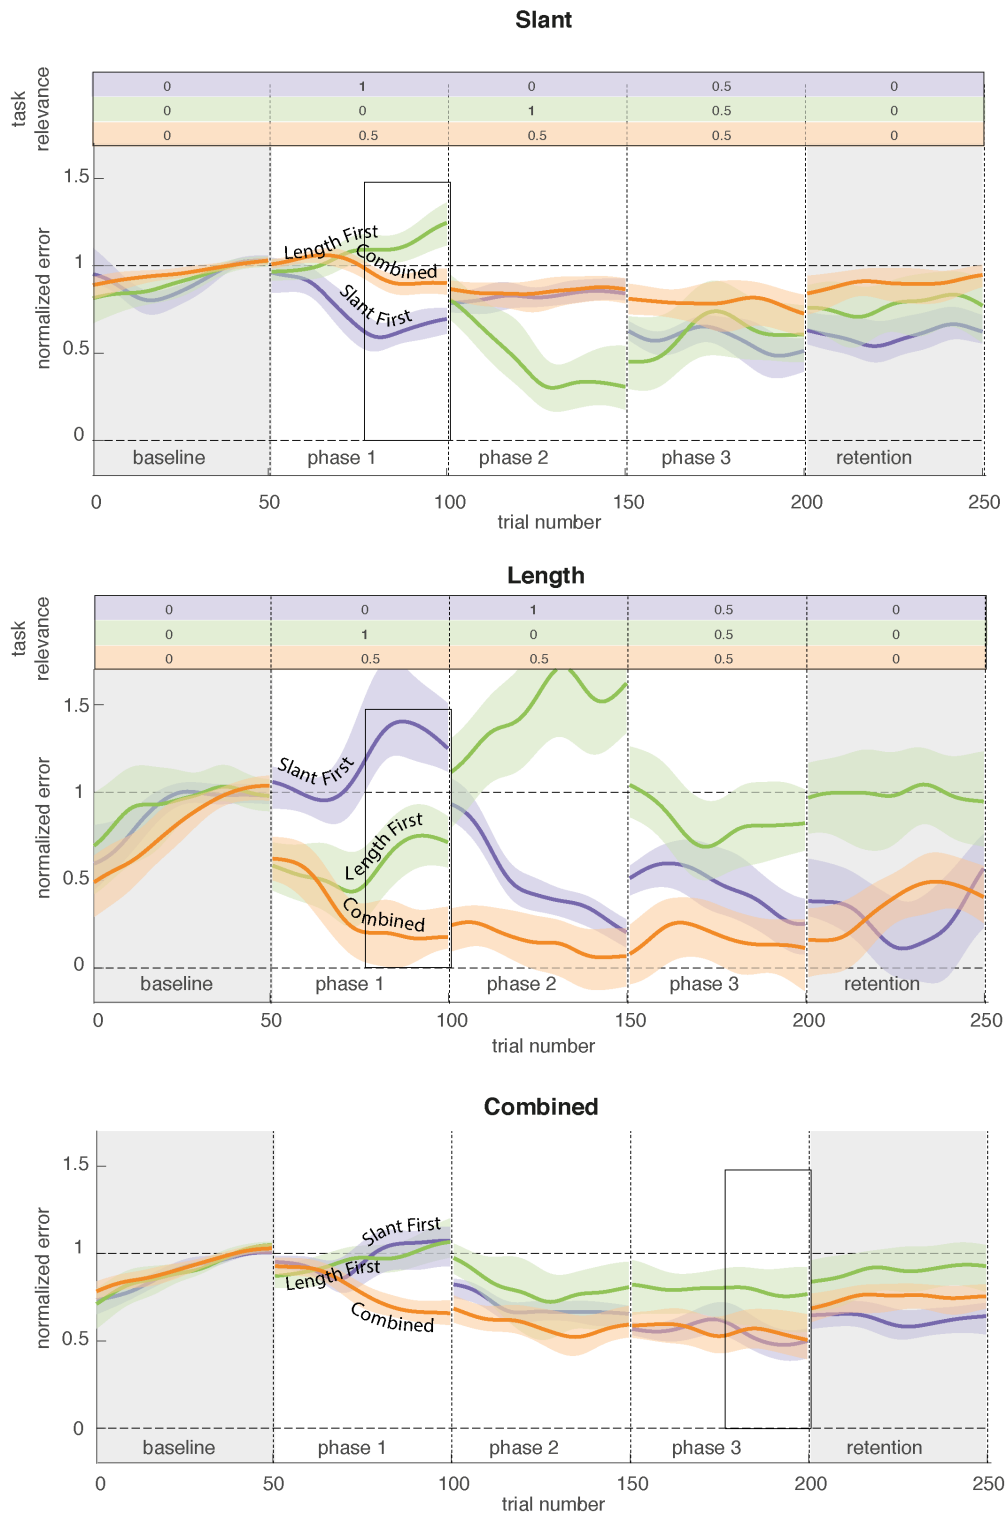 Slant
task relevance
0 1 0 0.5 0
0 0 1 0.5 0
0 0.5 0.5 0.5 0
normalized error
1.5
1
0.5
0
Length First
Combined
Slant First
baseline phase 1 phase 2 phase 3 retention
0 50 100 150 200 250
trial number
Length
task relevance
0 0 1 0.5 0
0 1 0 0.5 0
0 0.5 0.5 0.5 0
normalized error
1.5
1
0.5
0
Slant First
Length First
Combined
baseline phase 1 phase 2 phase 3 retention
0 50 100 150 200 250
trial number
Combined
normalized error
1.5
1
0.5
0
Slant First
Length First
Combined
baseline phase 1 phase 2 phase 3 retention
0 50 100 150 200 250
trial number